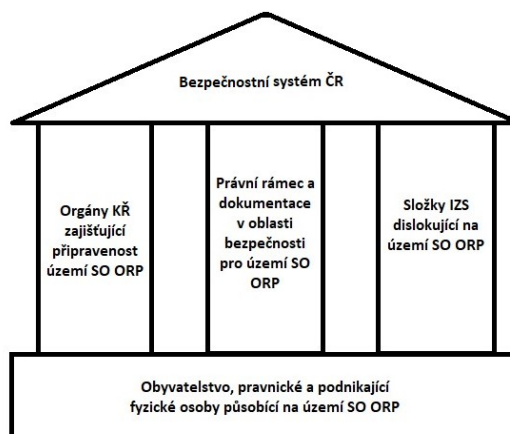 Bezpečnostní systém ČR
Orgány KŘ
zajišťující
připravenost
území SO ORP
Právní rámec a
dokumentace
v oblasti
bezpečnosti
pro území SO
ORP
Složky IZS
dislokující na
území SO ORP
Obyvatelstvo, pravnické a podnikající
fyzické osoby působící na území SO ORP